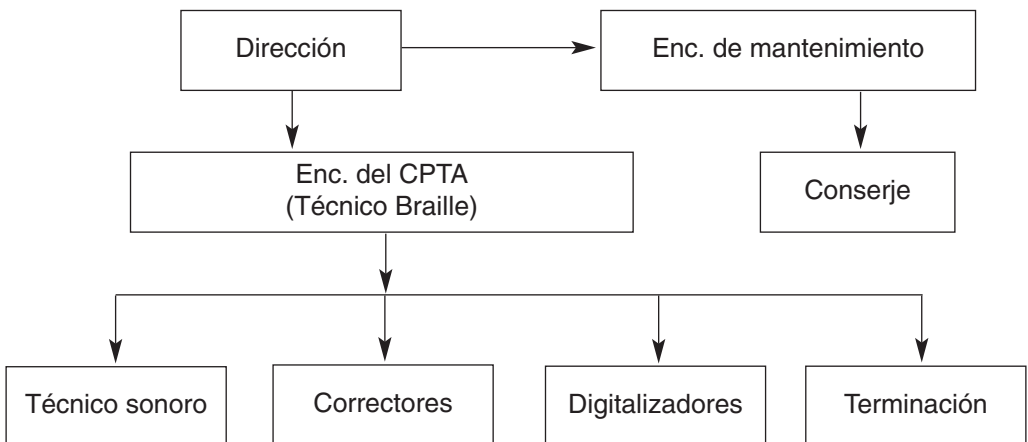 Dirección
Enc. de mantenimiento
Enc. del CPTA
(Técnico Braille)
Conserje
Técnico sonoro
Correctores
Digitalizadores
Terminación